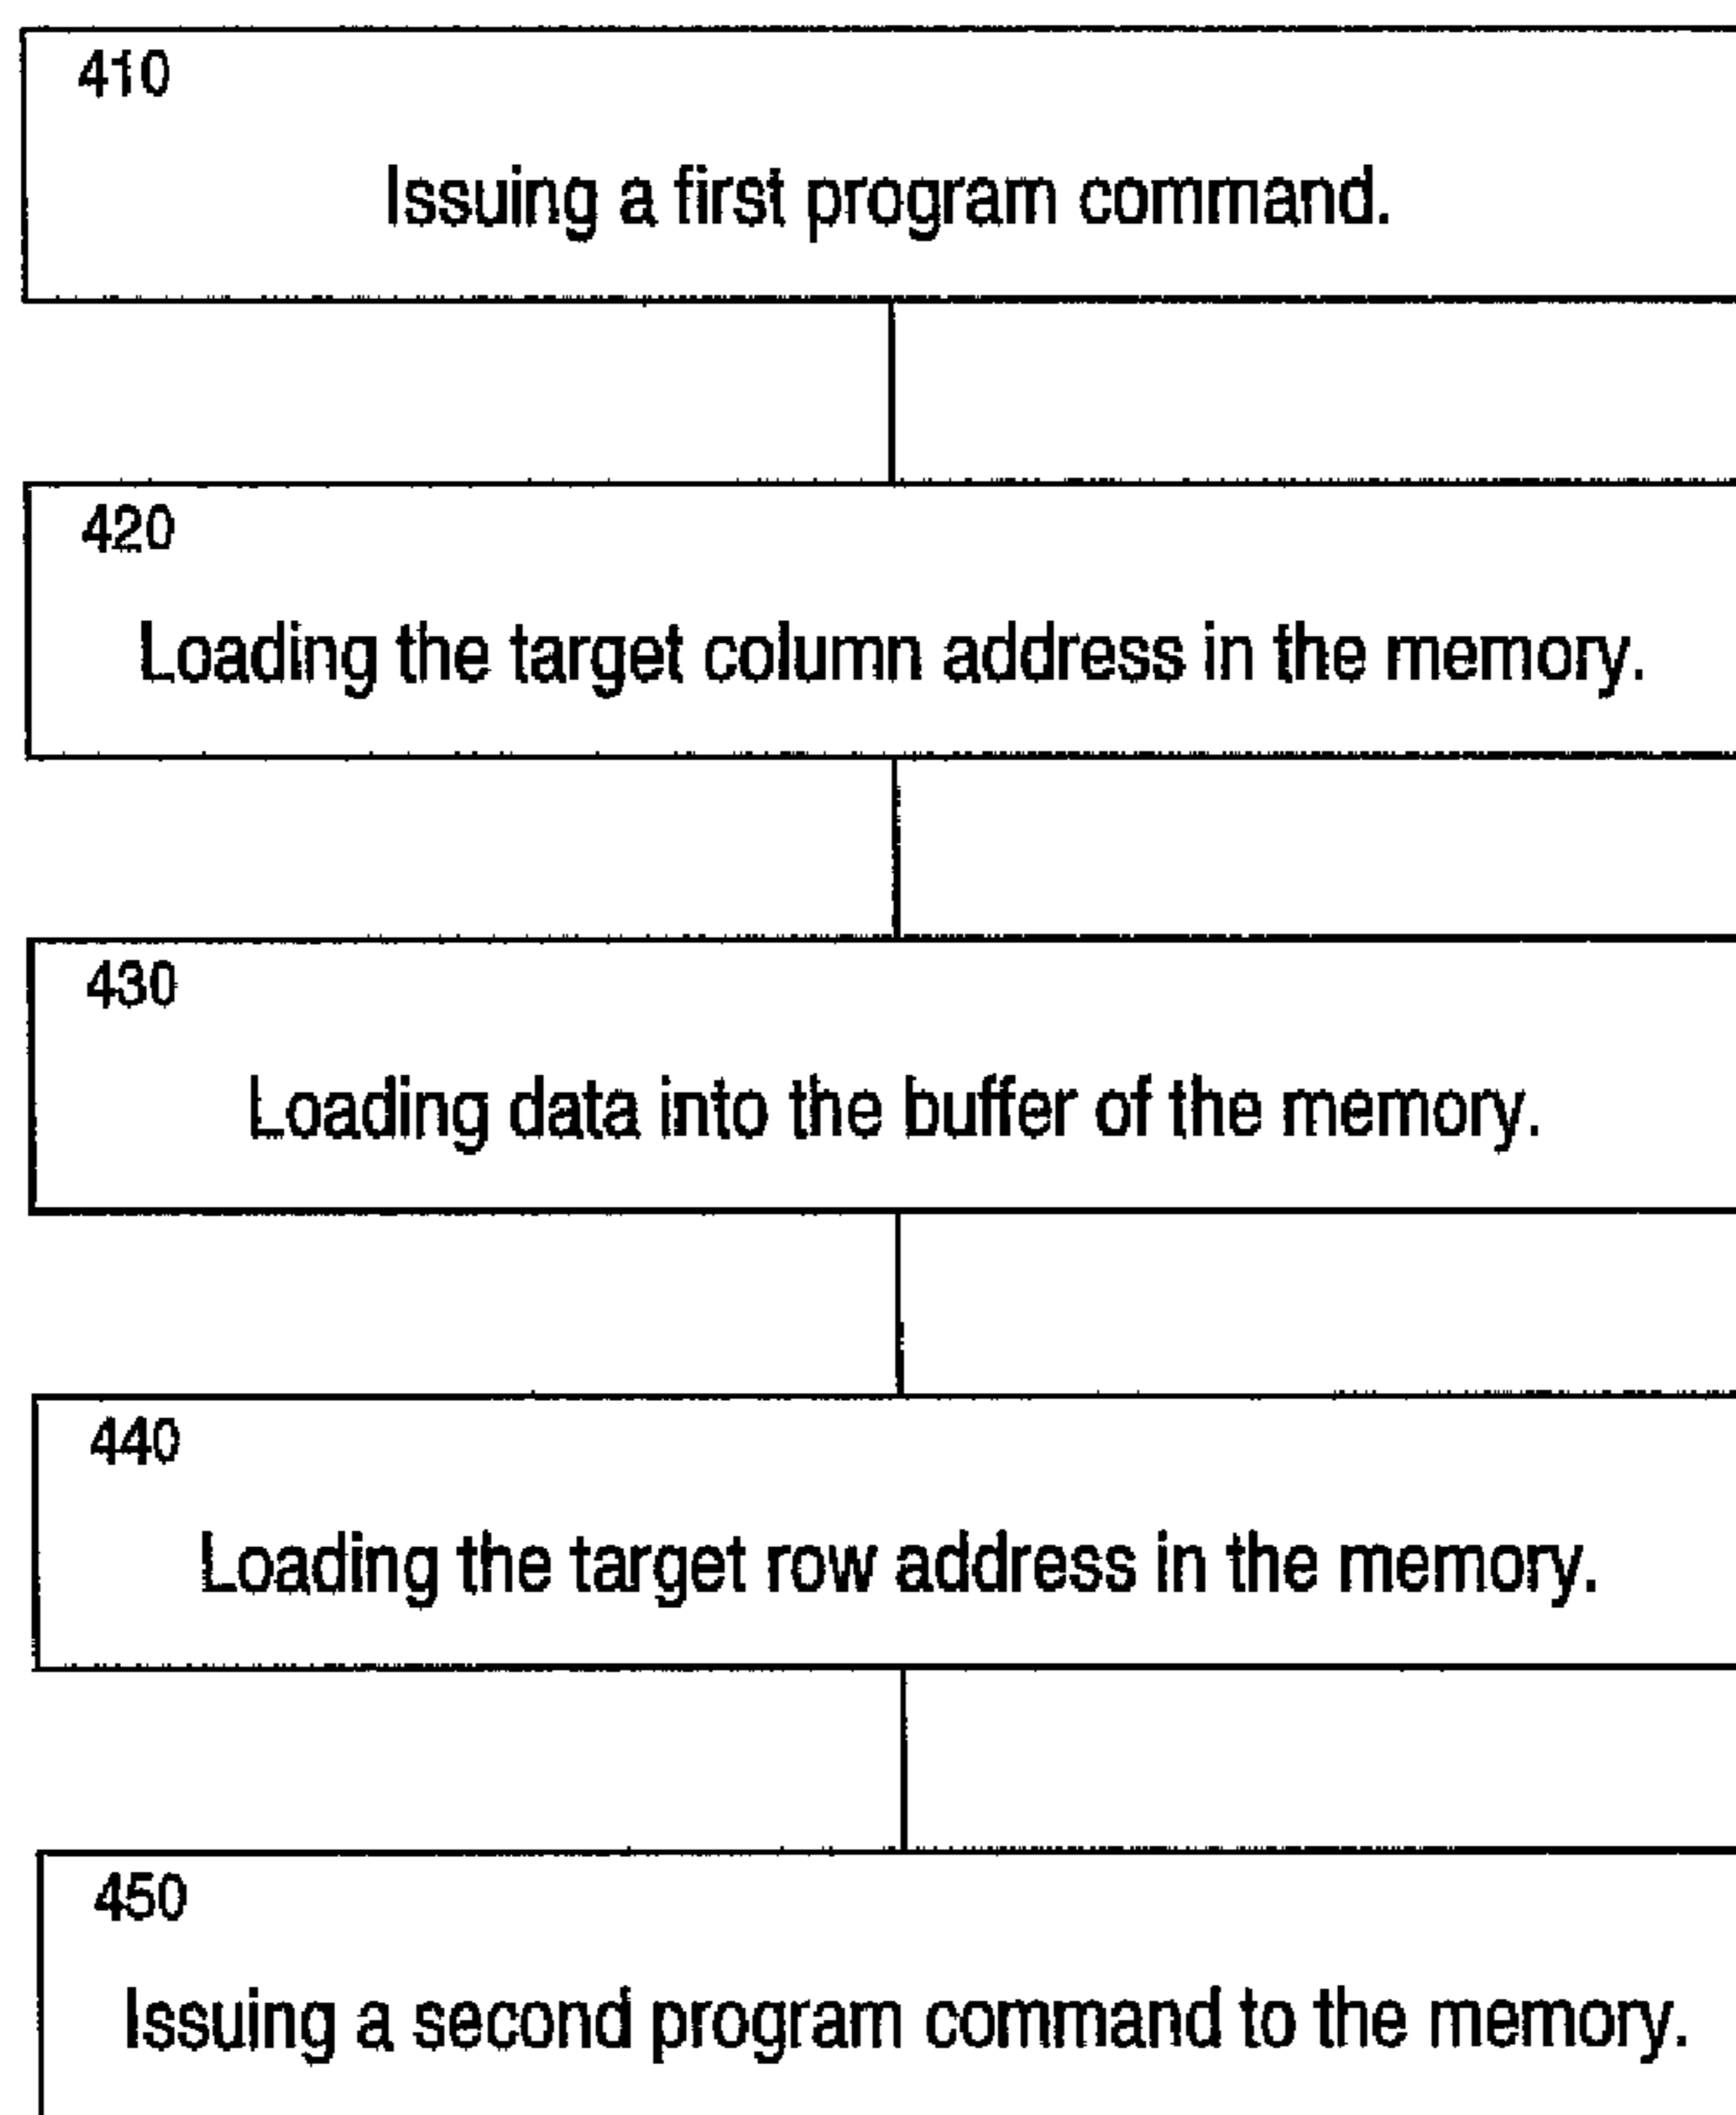 410
Issuing a first program command.
420
Loading the target column address in the memory.
430
Loading data into the buffer of the memory.
440
Loading the target row address in the memory.
450
Issuing a second program command to the memory.